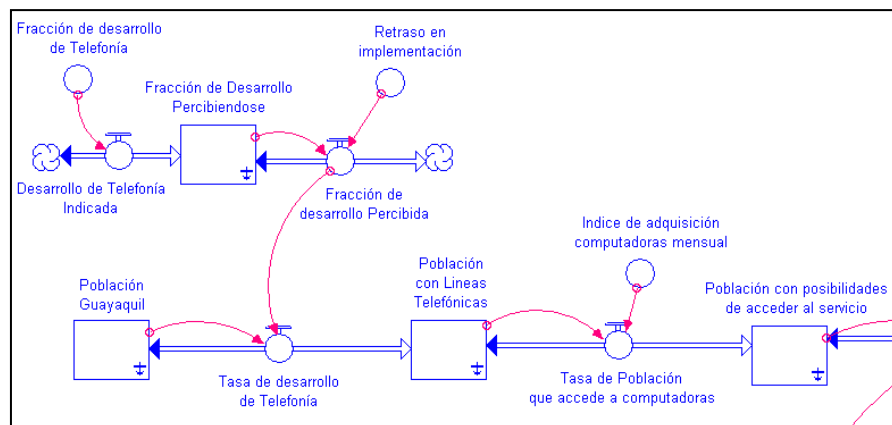 Fracción de desarrollo
de Telefonía
Retraso en
implementación
Fracción de Desarrollo
Percibiendose
Desarrollo de Telefonía
Indicada
Fracción de
desarrollo Percibida
Indice de adquisición
computadoras mensual
Población
Guayaquil
Población
con Lineas
Telefónicas
Población con posibilidades
de acceder al servicio
Tasa de desarrollo
de Telefonía
Tasa de Población
que accede a computadoras